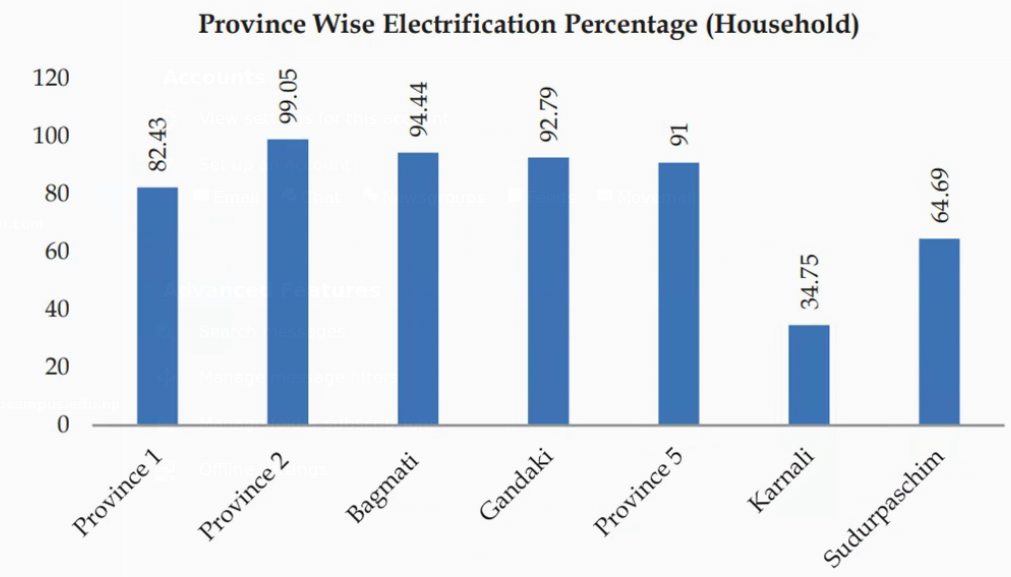 Province Wise Electrification Percentage (Household)
120
100
80
60
40
20
0
82.43
99.05
94.44
92.79
91
34.75
64.69
Province 1
Province 2
Bagmati
Gandaki
Province 5
Karnali
Sudurpaschim
Accounts
Advanced Features